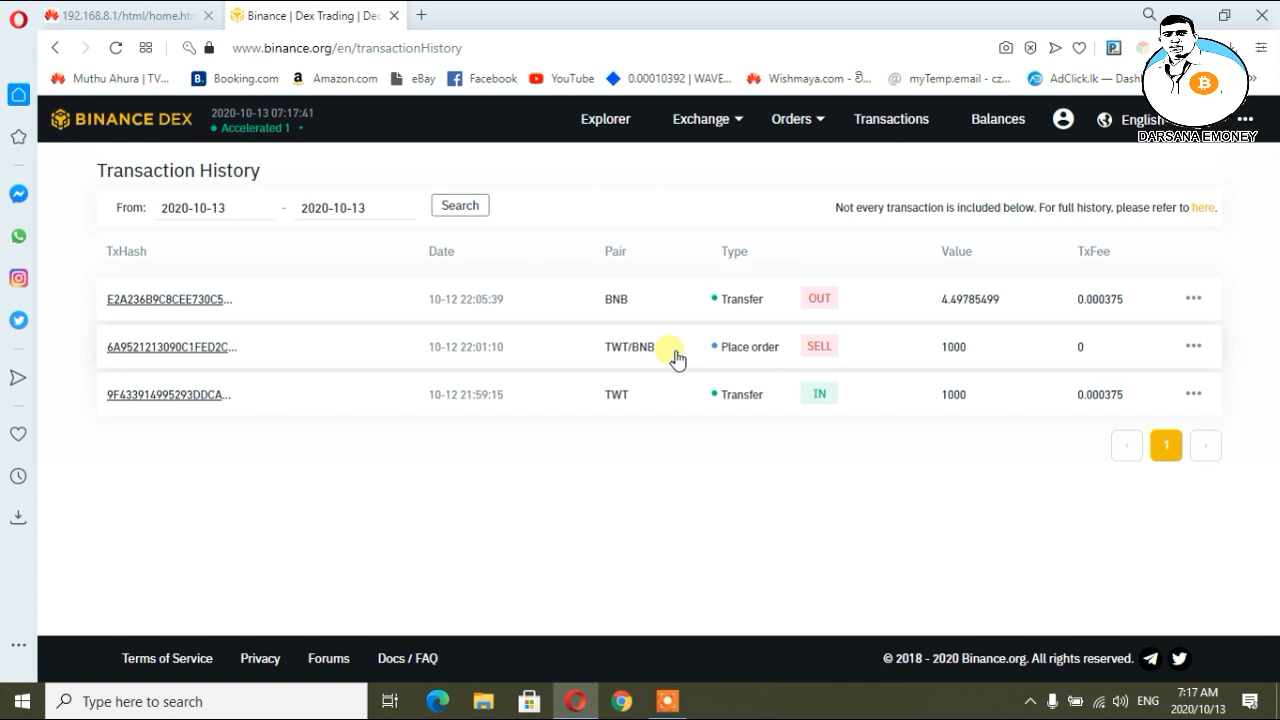 192.168.8.1/html/home.htm
Binance | Dex Trading | Dec
www.binance.org/en/transactionHistory
Muthu Ahura | TV...
Booking.com
Amazon.com
eBay
Facebook
YouTube
0.00010392 | WAVE...
Wishmaya.com - වි...
myTemp.email - cz...
AdClick.lk — Dash
DARSANA EMONEY
BINANCE DEX
2020-10-13 07:17:41
Accelerated 1
Explorer
Exchange
Orders
Transactions
Balances
English
Transaction History
From: 2020-10-13 - 2020-10-13
Search
Not every transaction is included below. For full history, please refer to here.
TxHash Date Pair Type Value TxFee
E2A236B9C8CEE730C5... 10-12 22:05:39 BNB Transfer OUT 4.49785499 0.000375
6A9521213090C1FED2C... 10-12 22:01:10 TWT/BNB Place order SELL 1000 0
9F433914995293DDCA... 10-12 21:59:15 TWT Transfer IN 1000 0.000375
1
Terms of Service
Privacy
Forums
Docs / FAQ
© 2018 - 2020 Binance.org. All rights reserved.
Type here to search
ENG
7:17 AM
2020/10/13